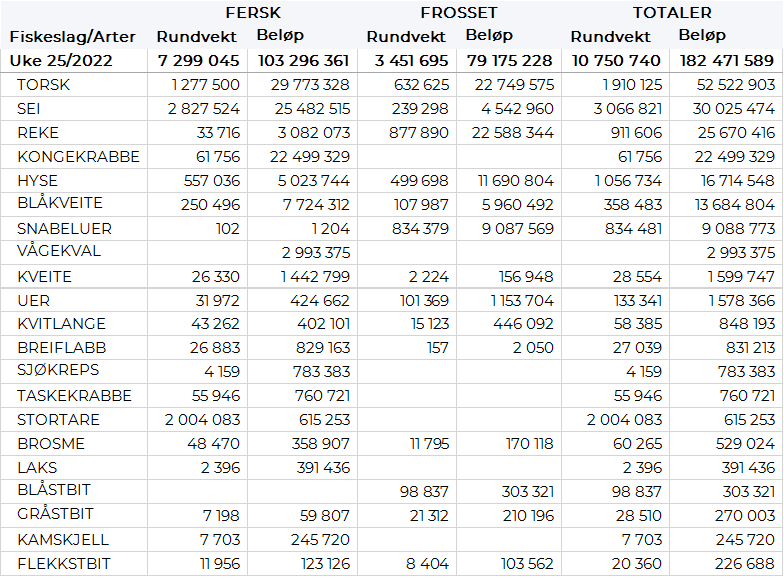 FERSK FROSSET TOTALER
Fiskeslag/Arter Rundvekt Beløp Rundvekt Beløp Rundvekt Beløp
Uke 25/2022 7 299 045 103 296 361 3 451 695 79 175 228 10 750 740 182 471 589
TORSK 1 277 500 29 773 328 632 625 22 749 575 1 910 125 52 522 903
SEI 2 827 524 25 482 515 239 298 4 542 960 3 066 821 30 025 474
REKE 33 716 3 082 073 877 890 22 588 344 911 606 25 670 416
KONGEKRABBE 61 756 22 499 329 61 756 22 499 329
HYSE 557 036 5 023 744 499 698 11 690 804 1 056 734 16 714 548
BLÅKVEITE 250 496 7 724 312 107 987 5 960 492 358 483 13 684 804
SNABELUER 102 1 204 834 379 9 087 569 834 481 9 088 773
VÅGEKVAL 2 993 375 2 993 375
KVEITE 26 330 1 442 799 2 224 156 948 28 554 1 599 747
UER 31 972 424 662 101 369 1 153 704 133 341 1 578 366
KVITLANGE 43 262 402 101 15 123 446 092 58 385 848 193
BREIFLABB 26 883 829 163 157 2 050 27 039 831 213
SJØKREPS 4 159 783 383 4 159 783 383
TASKEKRABBE 55 946 760 721 55 946 760 721
STORTARE 2 004 083 615 253 2 004 083 615 253
BROSME 48 470 358 907 11 795 170 118 60 265 529 024
LAKS 2 396 391 436 2 396 391 436
BLÅSTBIT 98 837 303 321 98 837 303 321
GRÅSTBIT 7 198 59 807 21 312 210 196 28 510 270 003
KAMSKJELL 7 703 245 720 7 703 245 720
FLEKKSTBIT 11 956 123 126 8 404 103 562 20 360 226 688